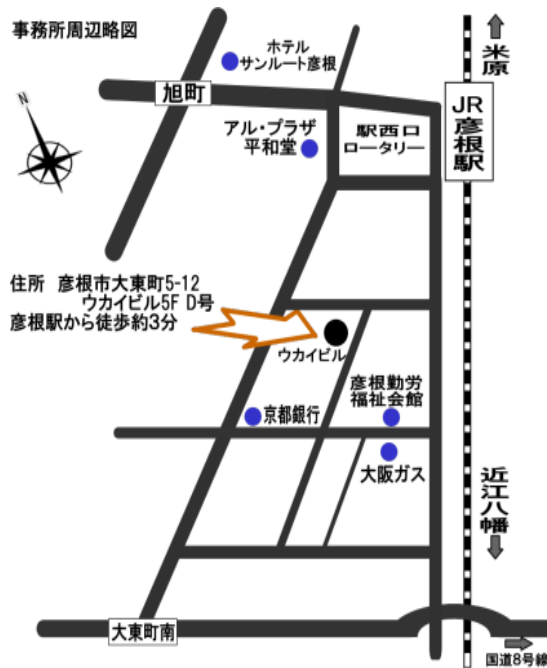 事務所周辺略図
ホテル
サンルート彦根
米原
旭町
JR彦根駅
駅西口
ロータリー
アル・プラザ
平和堂
N
住所 彦根市大東町5-12
ウカイビル5F D号
彦根駅から徒歩約3分
ウカイビル
彦根勤労
福祉会館
京都銀行
大阪ガス
近江八幡
大東町南
国道8号線